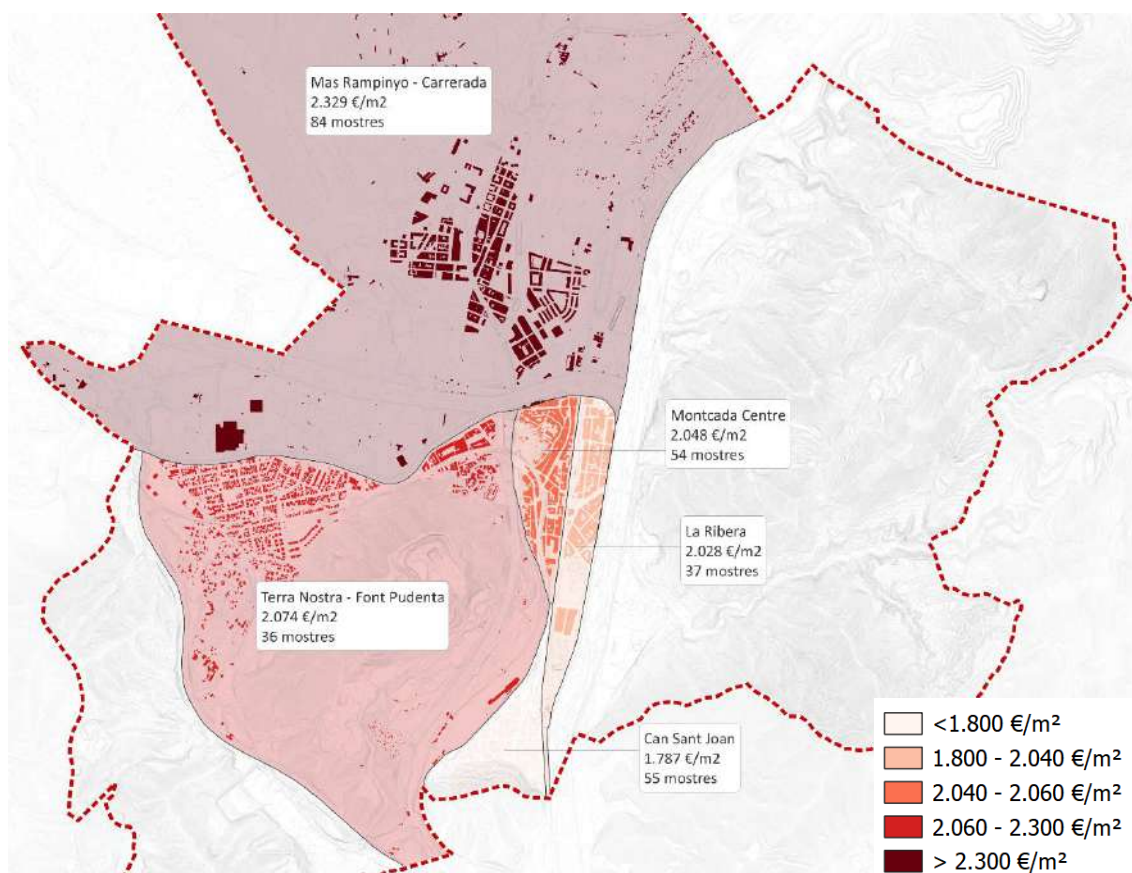 Mas Rampinyo - Carrerada
2.329 €/m2
84 mostres
Montcada Centre
2.048 €/m2
54 mostres
La Ribera
2.028 €/m2
37 mostres
Terra Nostra - Font Pudenta
2.074 €/m2
36 mostres
Can Sant Joan
1.787 €/m2
55 mostres
<1.800 €/m²
1.800 - 2.040 €/m²
2.040 - 2.060 €/m²
2.060 - 2.300 €/m²
> 2.300 €/m²